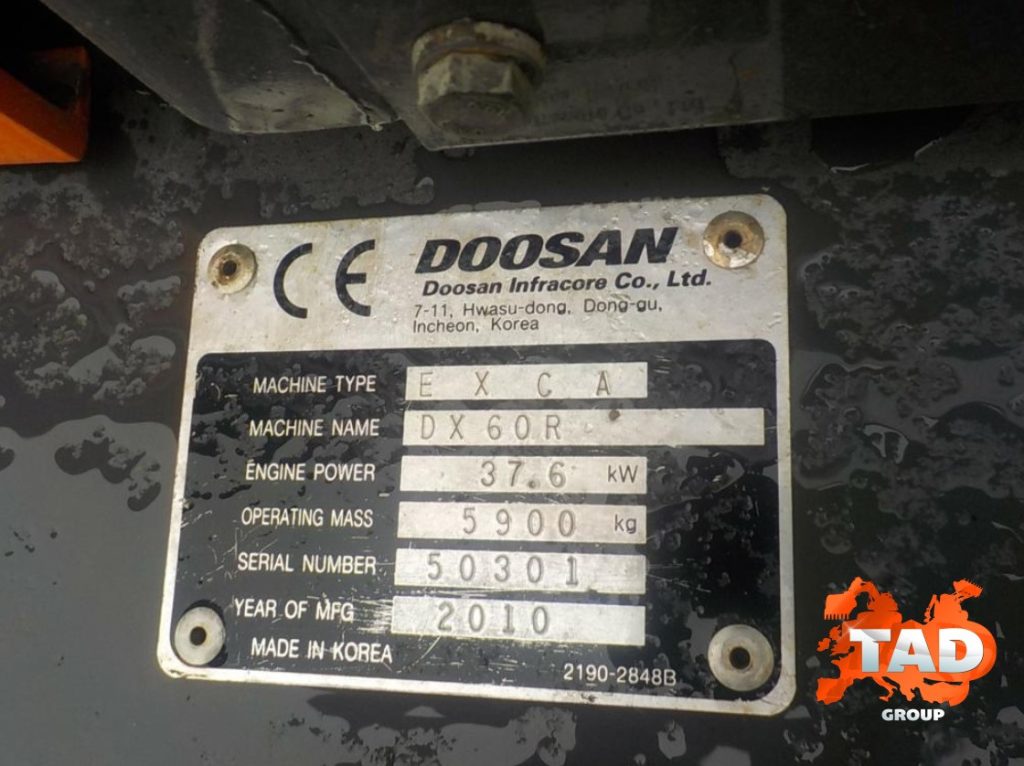 CE
DOOSAN
Doosan Infracore Co., Ltd.
7-11, Hwasu-dong, Dong-gu,
Incheon, Korea
MACHINE TYPE EXCA
MACHINE NAME DX60R
ENGINE POWER 37.6 kW
OPERATING MASS 5900 kg
SERIAL NUMBER 50301
YEAR OF MFG 2010
MADE IN KOREA 2190-2848B
TAD
GROUP